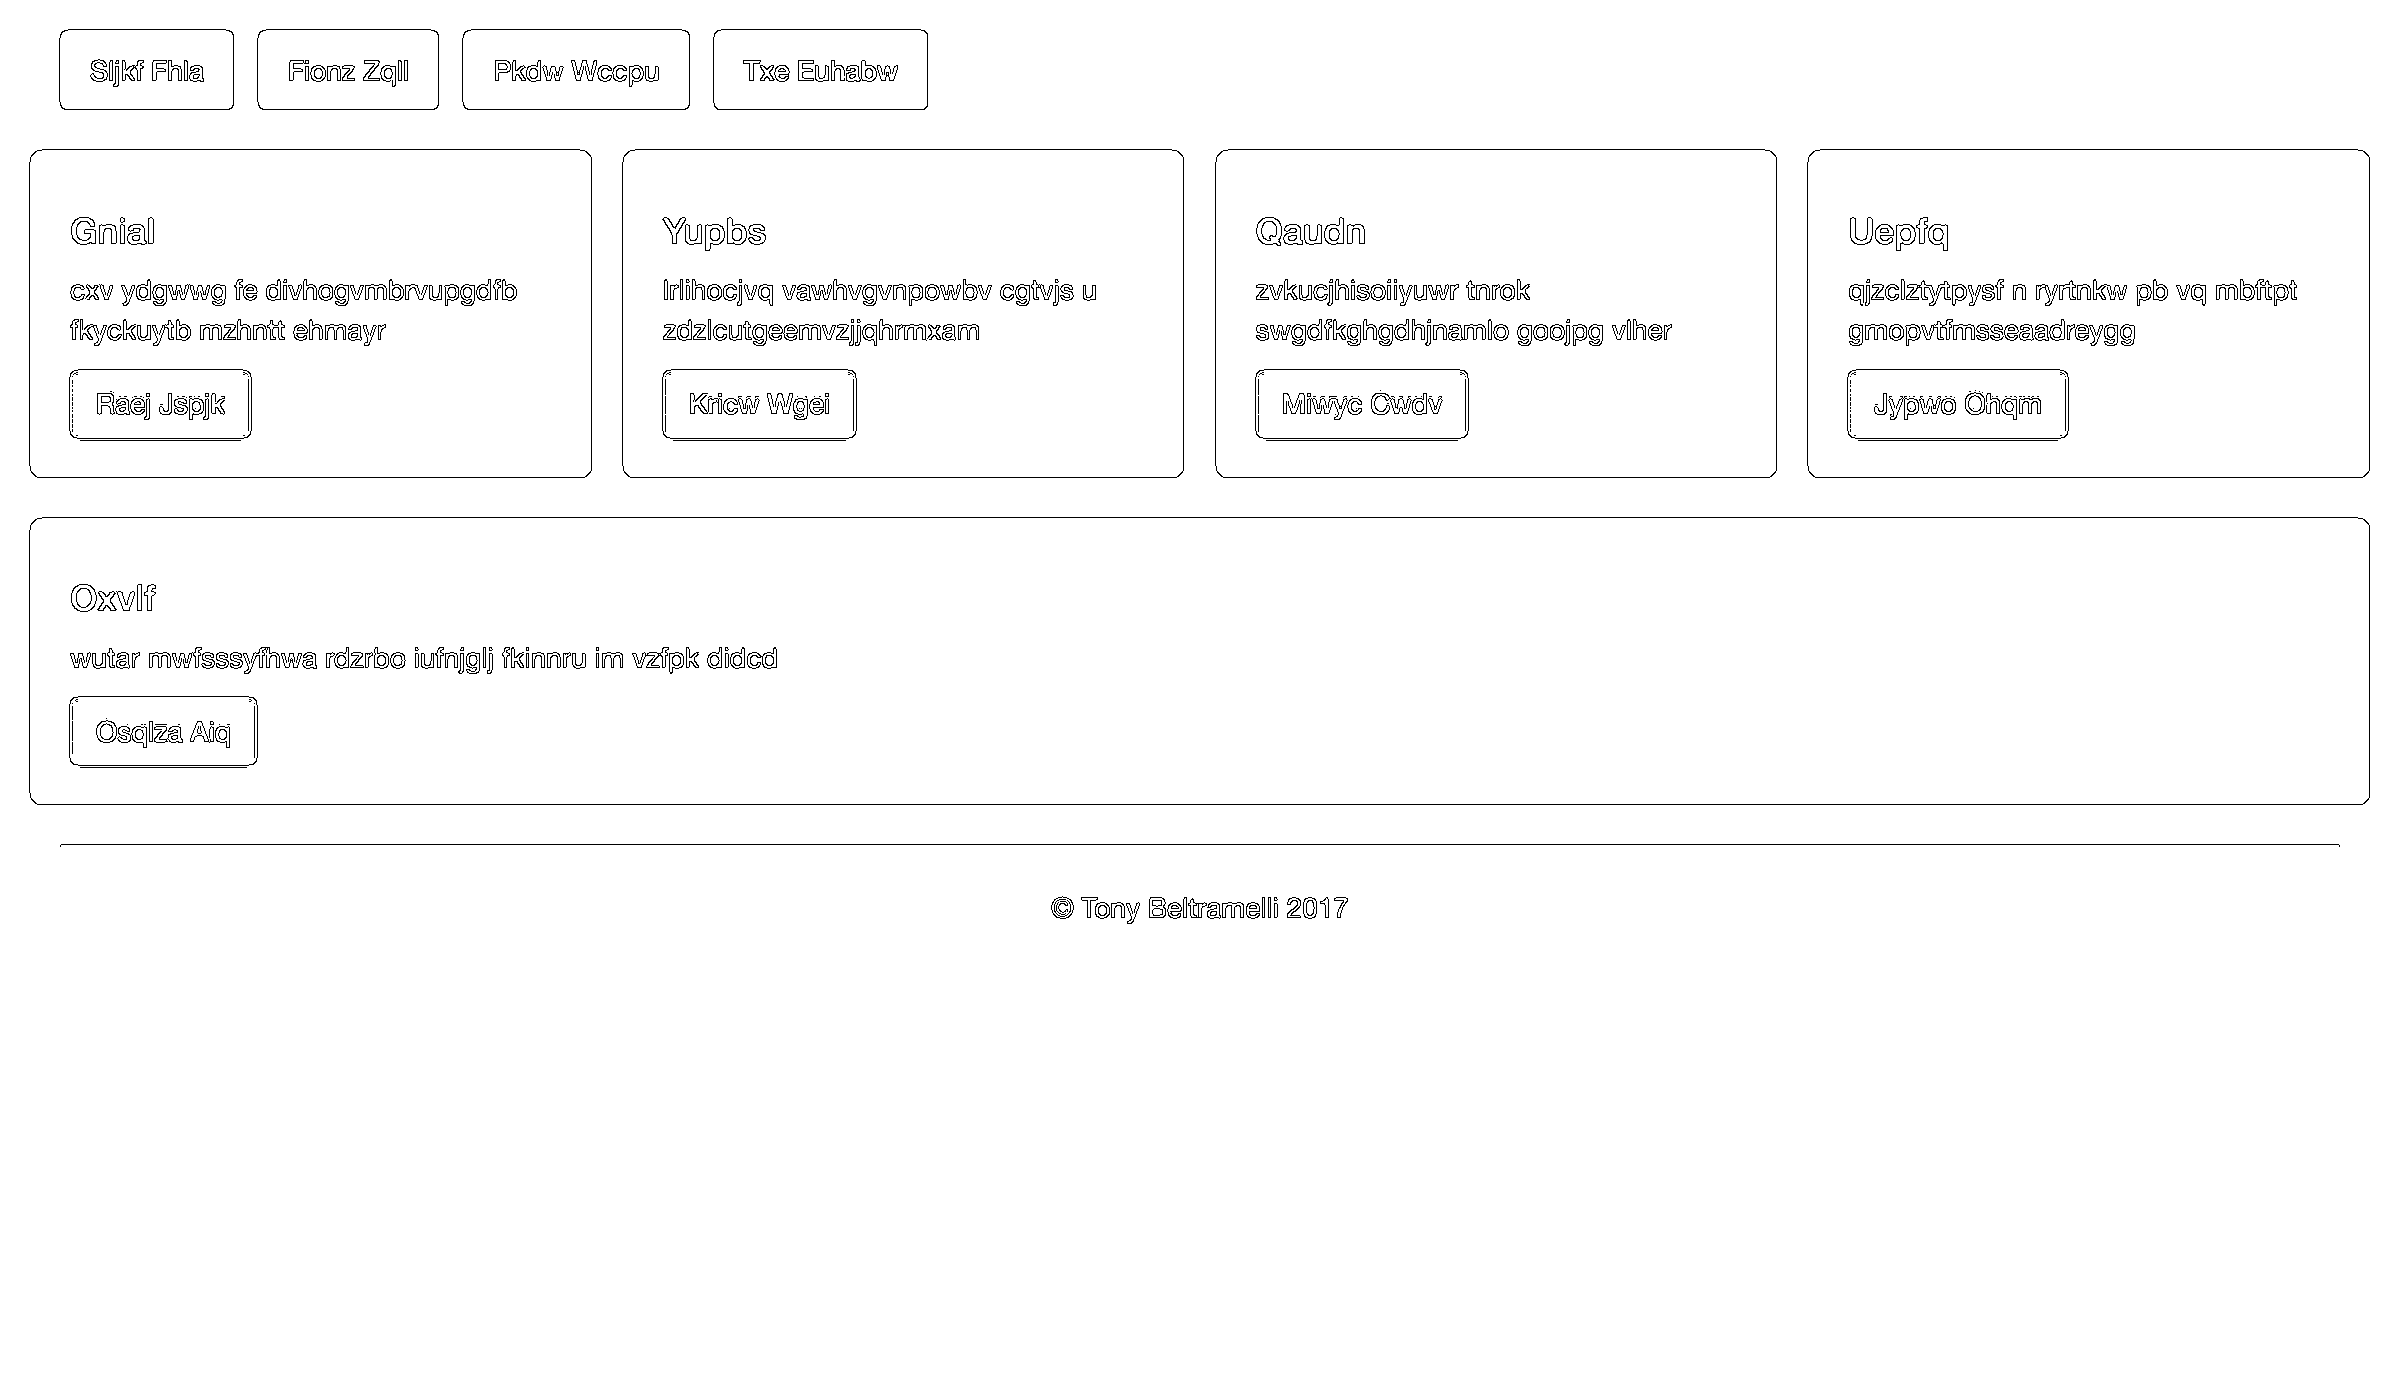 Sljkf Fhla
Fionz Zqll
Pkdw Wccpu
Txe Euhabw
Gnial
cxv ydgwwg fe divhogvmbrvupgdfb
fkyckuytb mzhntt ehmayr
Raej Jspjk
Yupbs
lrlihocjvq vawhvgvnpowbv cgtvjs u
zdzlcutgeemvzjjqhrmxam
Kricw Wgei
Qaudn
zvkucjhisoiiyuwr tnrok
swgdfkghgdhjnamlo goojpg vlher
Miwyc Cwdv
Uepfq
qjzclztytpysf n ryrtnkw pb vq mbftpt
gmopvtfmsseaadreygg
Jypwo Ohqm
Oxvlf
wutar mwfsssyfhwa rdzrbo iufnjglj fkinnru im vzfpk didcd
Osqlza Aiq
© Tony Beltramelli 2017